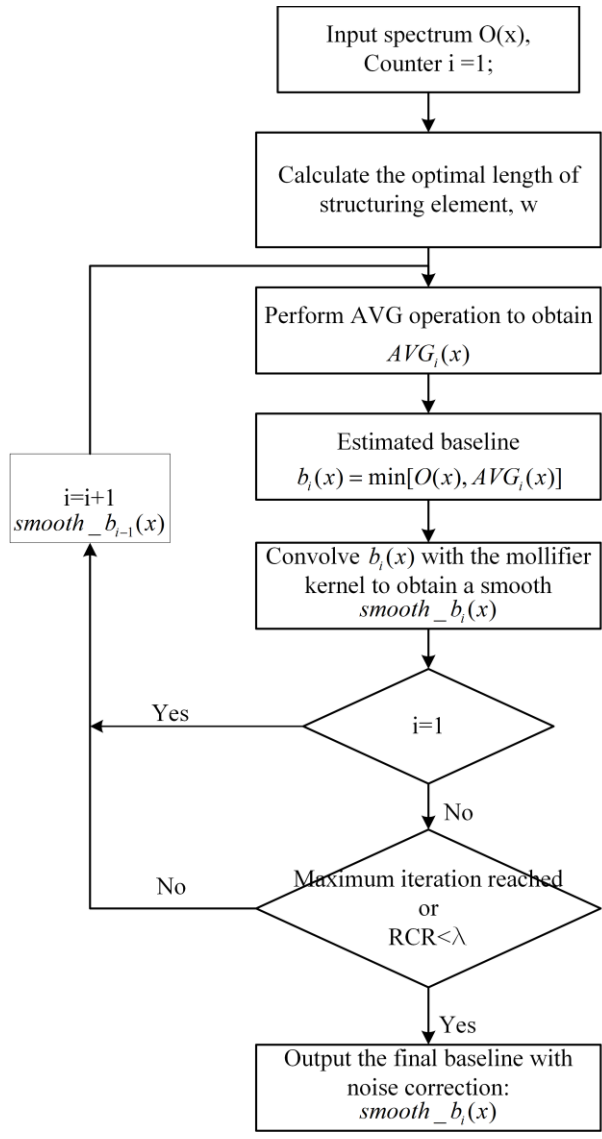 Input spectrum O(x),
Counter i =1;
Calculate the optimal length of
structuring element, w
Perform AVG operation to obtain
AVG_i(x)
Estimated baseline
b_i(x) = min[O(x), AVG_i(x)]
i=i+1
smooth_b_{i−1}(x)
Convolve b_i(x) with the mollifier
kernel to obtain a smooth
smooth_b_i(x)
Yes
i=1
No
No
Maximum iteration reached
or
RCR<λ
Yes
Output the final baseline with
noise correction:
smooth_b_i(x)